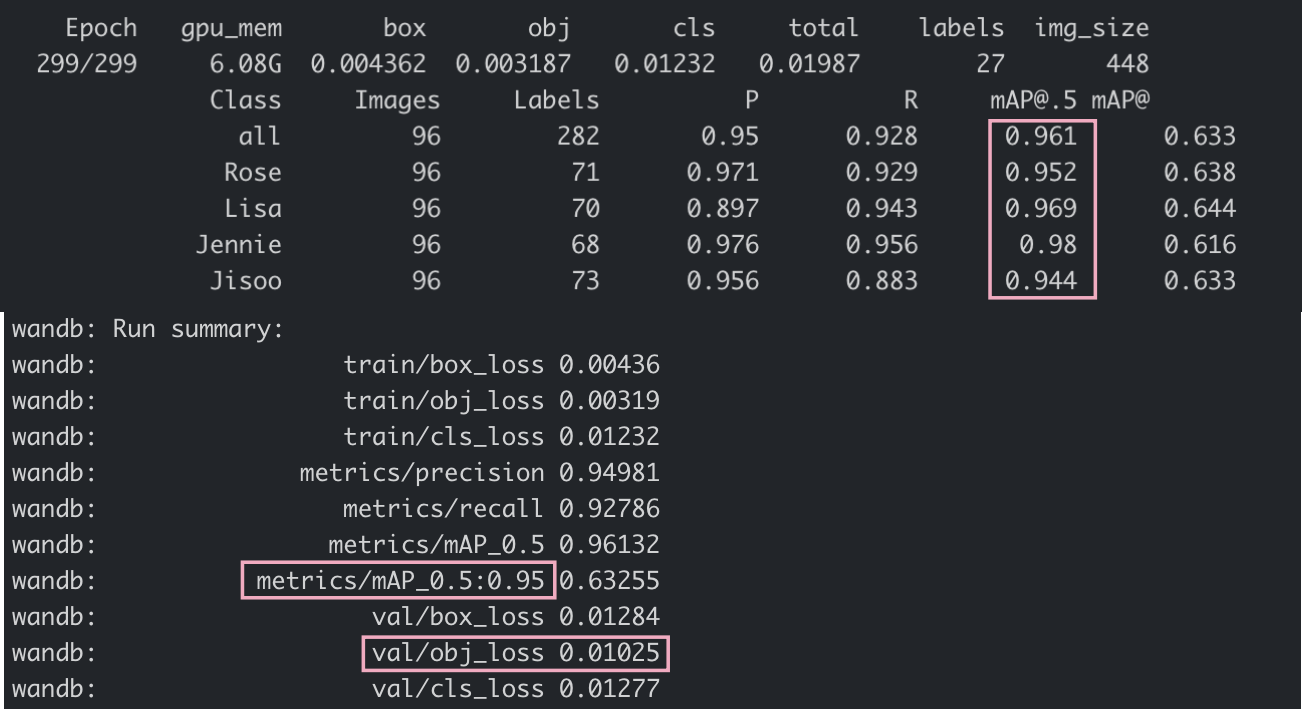 Epoch gpu_mem box obj cls total labels img_size
299/299 6.08G 0.004362 0.003187 0.01232 0.01987 27 448
Class Images Labels P R mAP@.5 mAP@
all 96 282 0.95 0.928 0.961 0.633
Rose 96 71 0.971 0.929 0.952 0.638
Lisa 96 70 0.897 0.943 0.969 0.644
Jennie 96 68 0.976 0.956 0.98 0.616
Jisoo 96 73 0.956 0.883 0.944 0.633
wandb: Run summary:
wandb: train/box_loss 0.00436
wandb: train/obj_loss 0.00319
wandb: train/cls_loss 0.01232
wandb: metrics/precision 0.94981
wandb: metrics/recall 0.92786
wandb: metrics/mAP_0.5 0.96132
wandb: metrics/mAP_0.5:0.95 0.63255
wandb: val/box_loss 0.01284
wandb: val/obj_loss 0.01025
wandb: val/cls_loss 0.01277